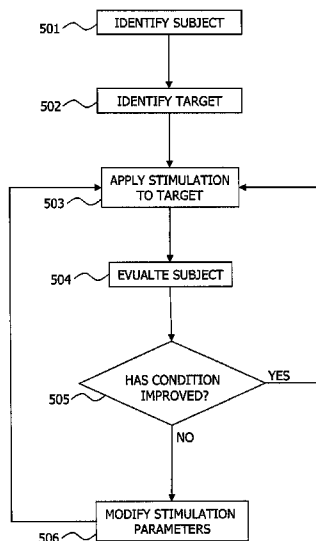 501
IDENTIFY SUBJECT
502
IDENTIFY TARGET
503
APPLY STIMULATION
TO TARGET
504
EVUALTE SUBJECT
505
HAS CONDITION
IMPROVED?
YES
NO
506
MODIFY STIMULATION
PARAMETERS